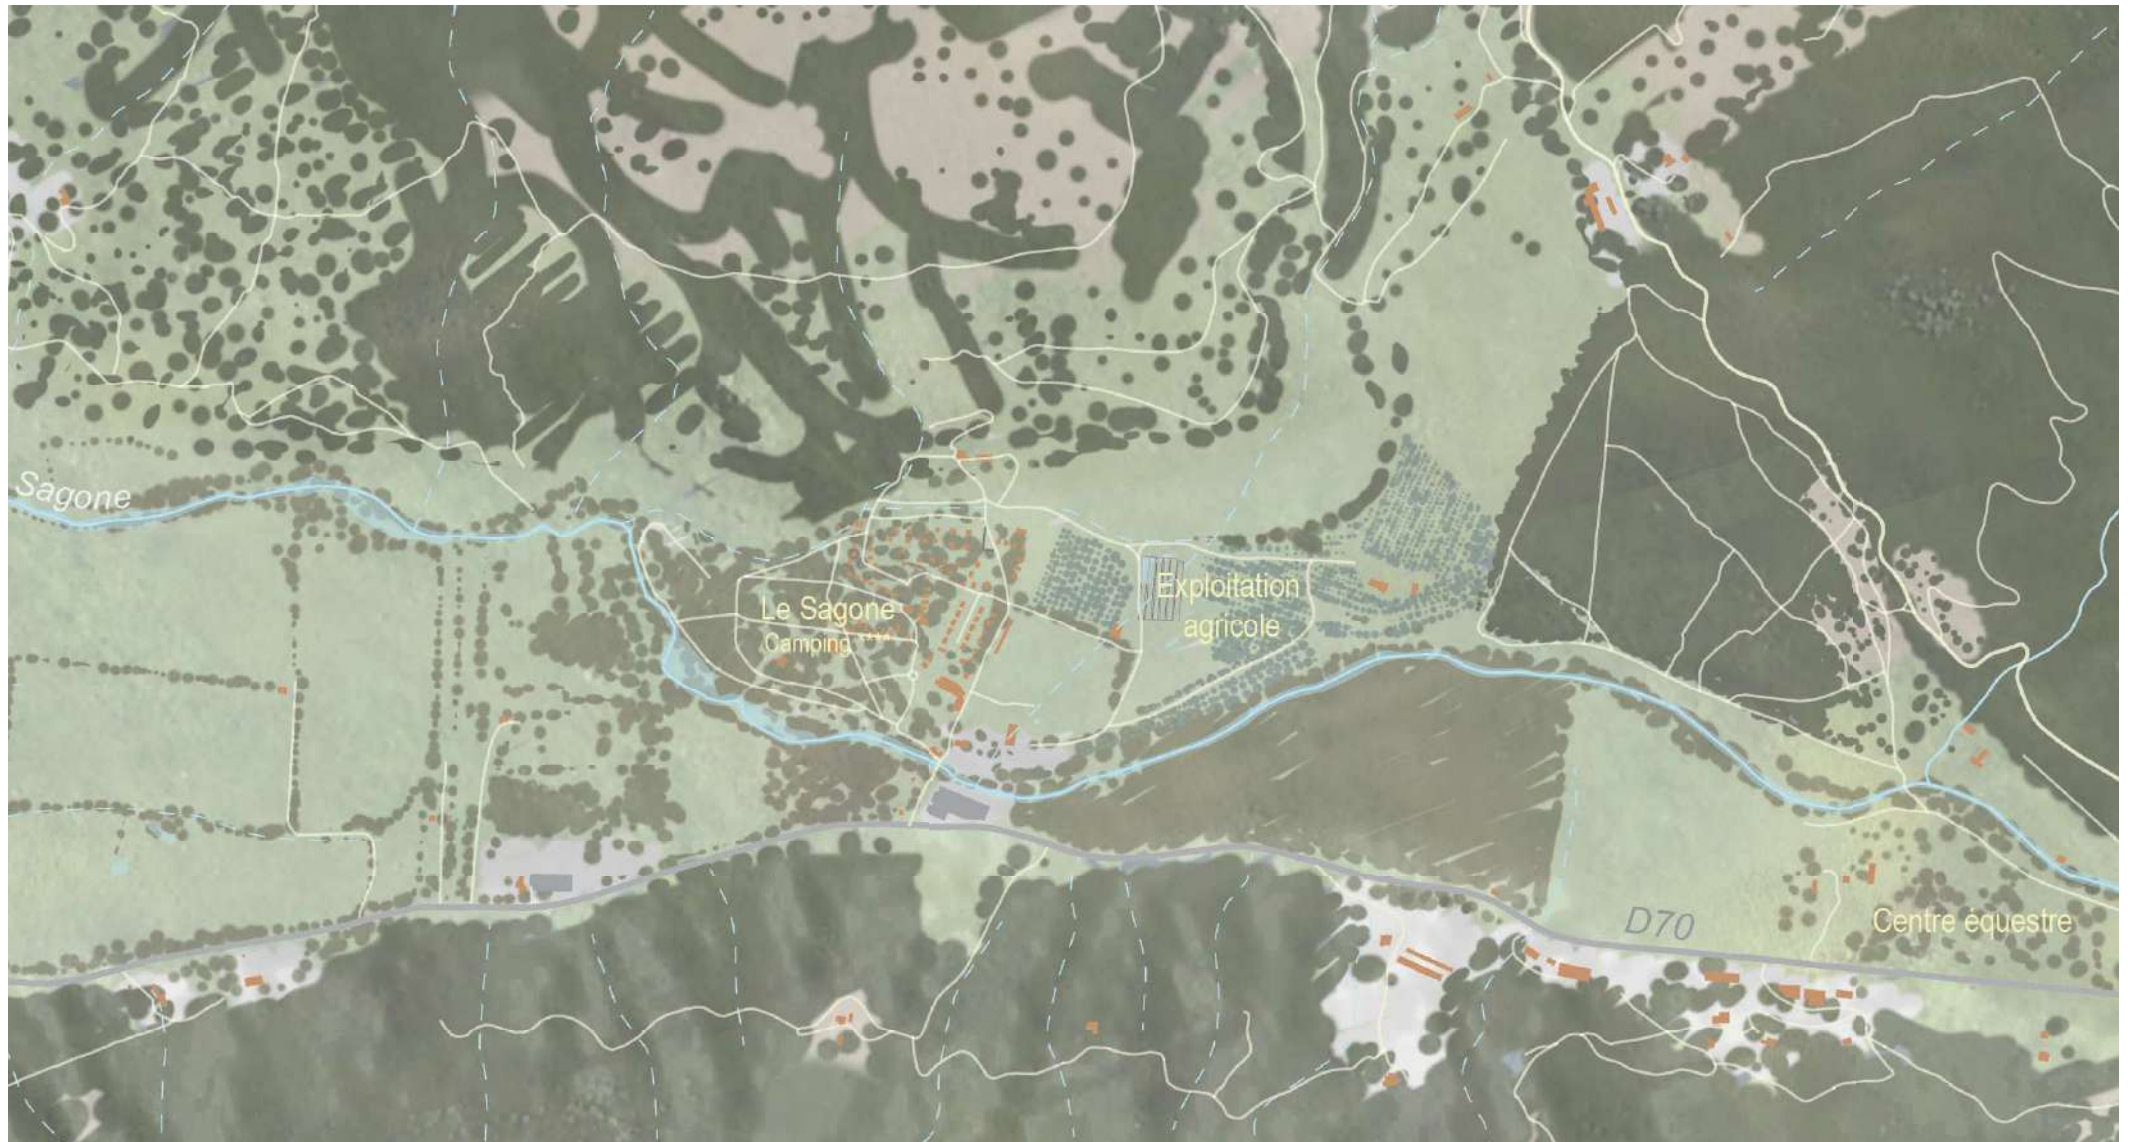 Sagone
Le Sagone
Camping
Exploitation
agricole
D70
Centre équestre